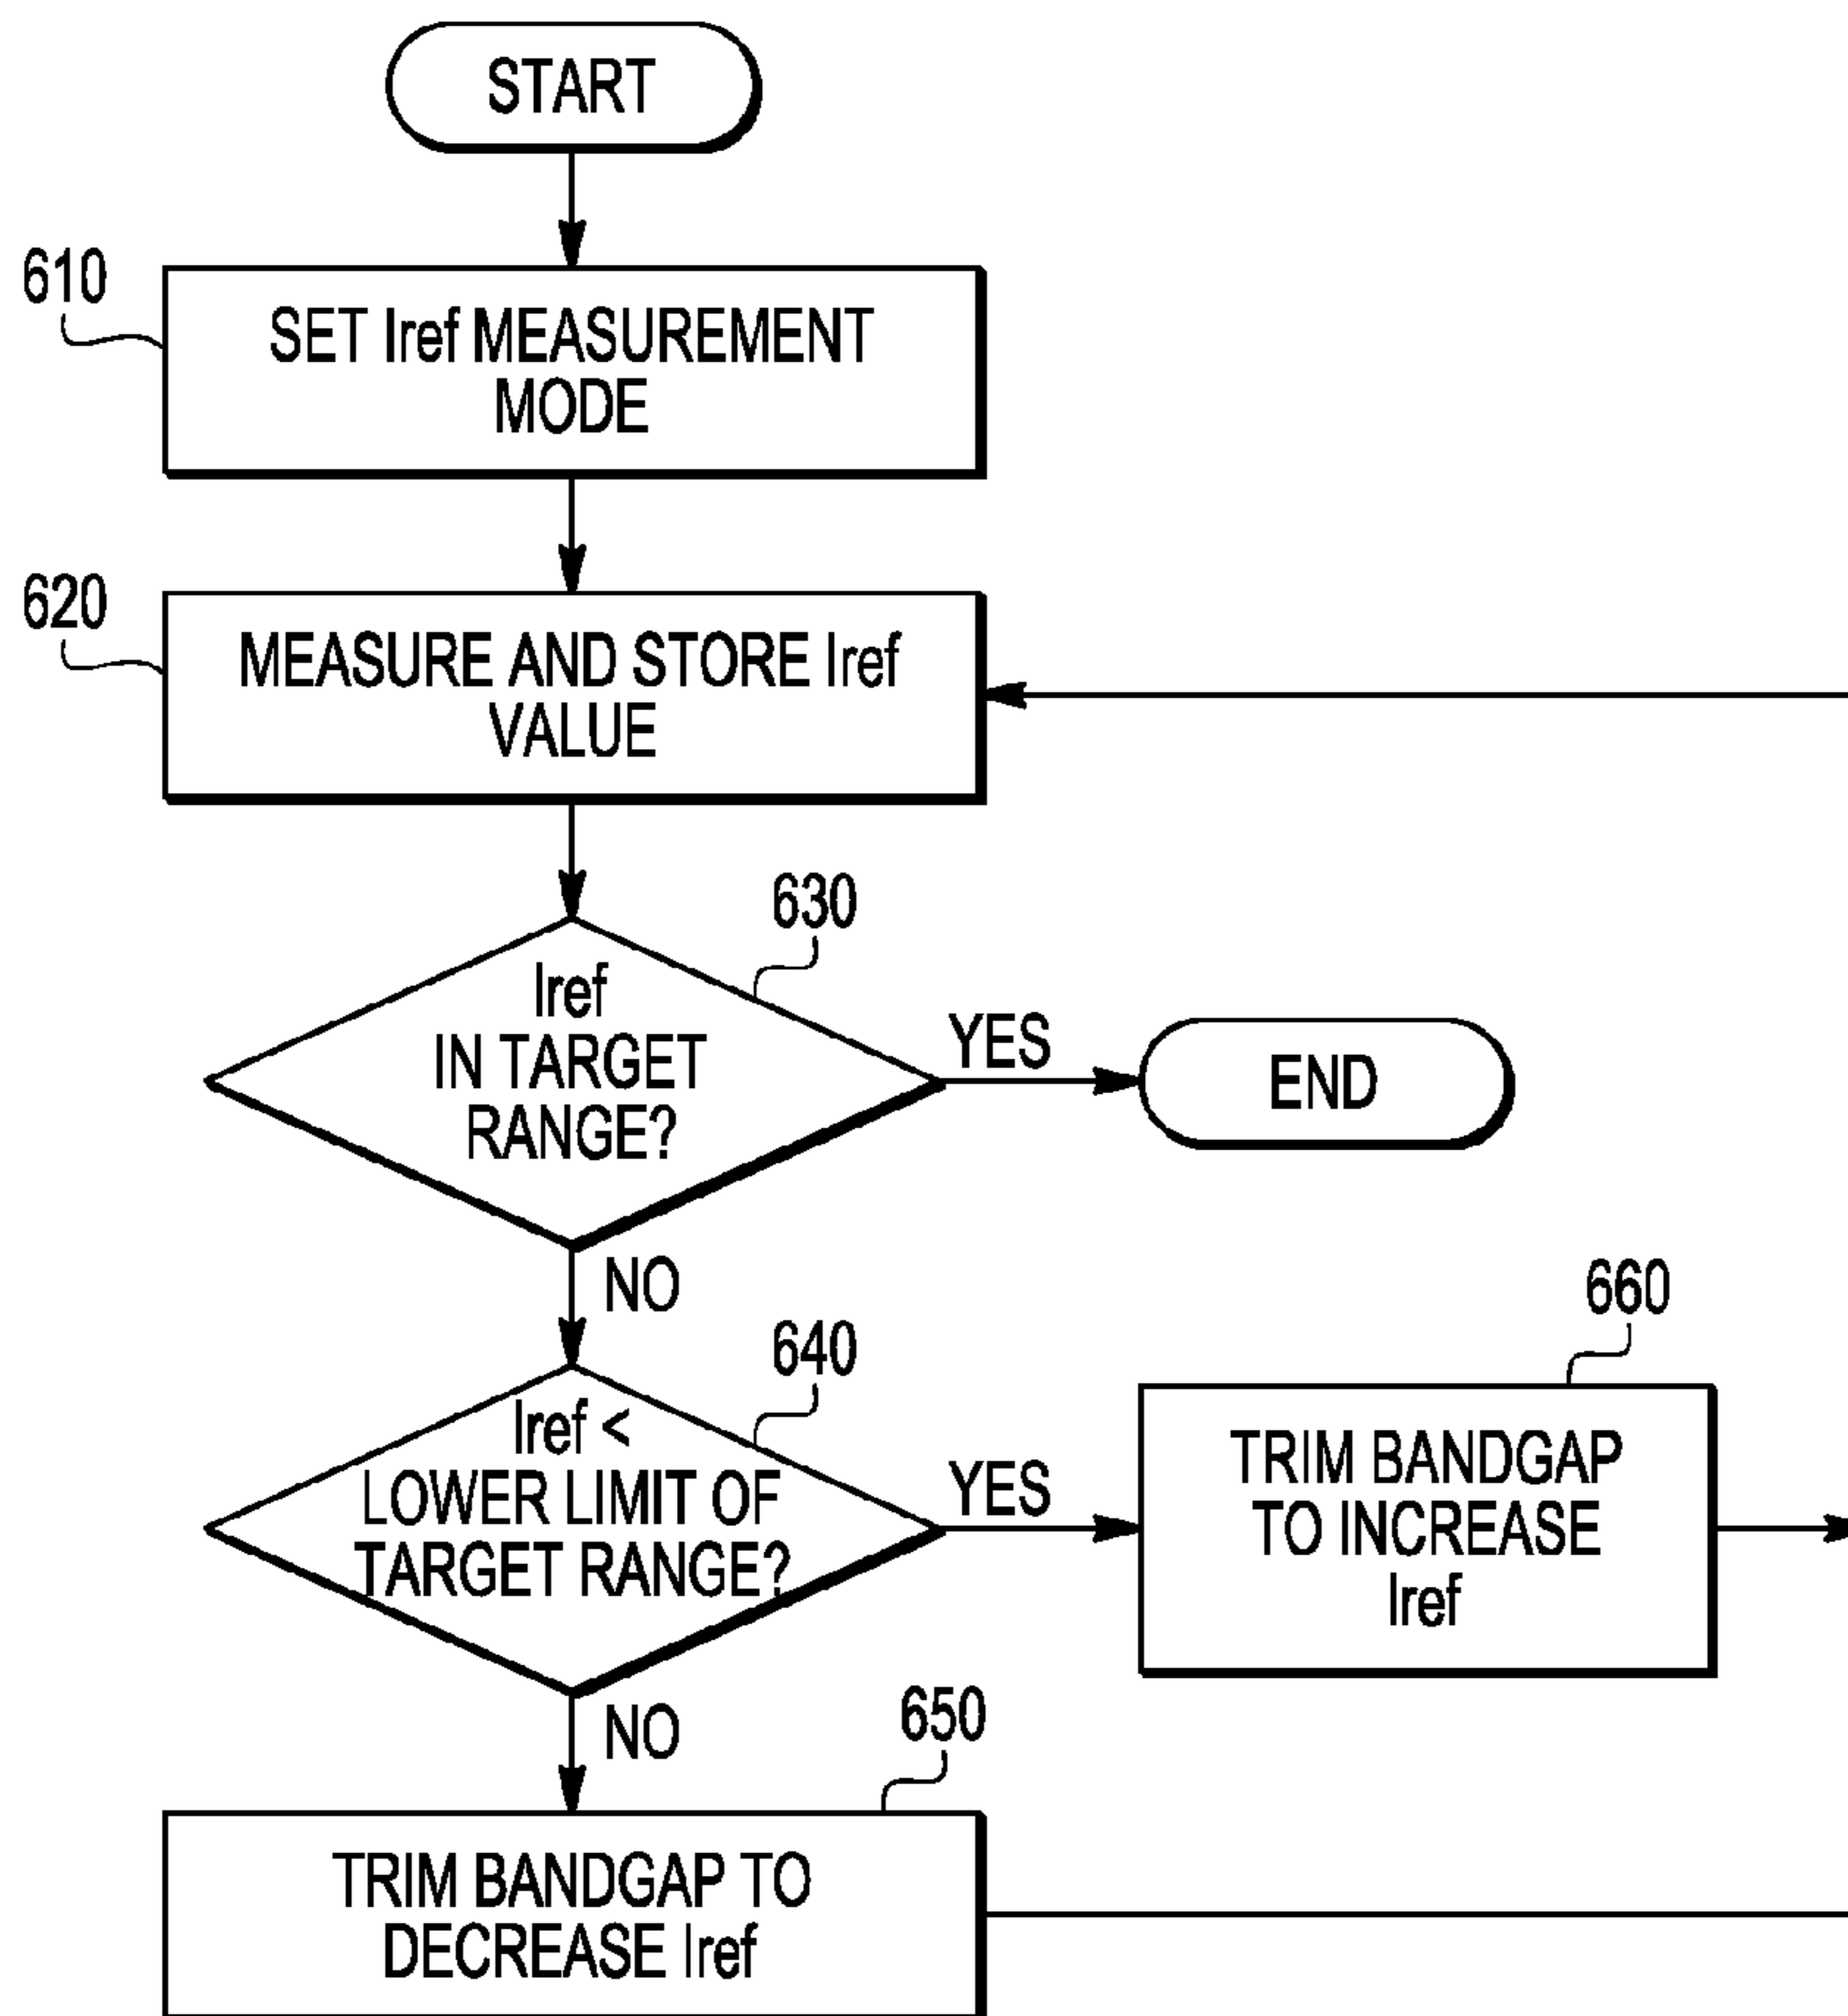 START
610
SET Iref MEASUREMENT
MODE
620
MEASURE AND STORE Iref
VALUE
630
Iref
IN TARGET
RANGE?
YES
END
NO
640
Iref <
LOWER LIMIT OF
TARGET RANGE?
YES
660
TRIM BANDGAP
TO INCREASE
Iref
NO
650
TRIM BANDGAP TO
DECREASE Iref